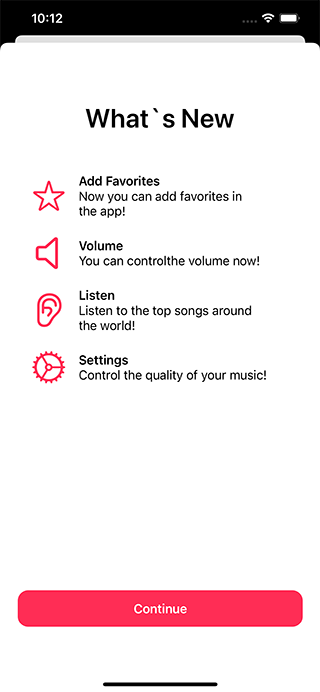 10:12
What`s New
Add Favorites
Now you can add favorites in
the app!
Volume
You can controlthe volume now!
Listen
Listen to the top songs around
the world!
Settings
Control the quality of your music!
Continue